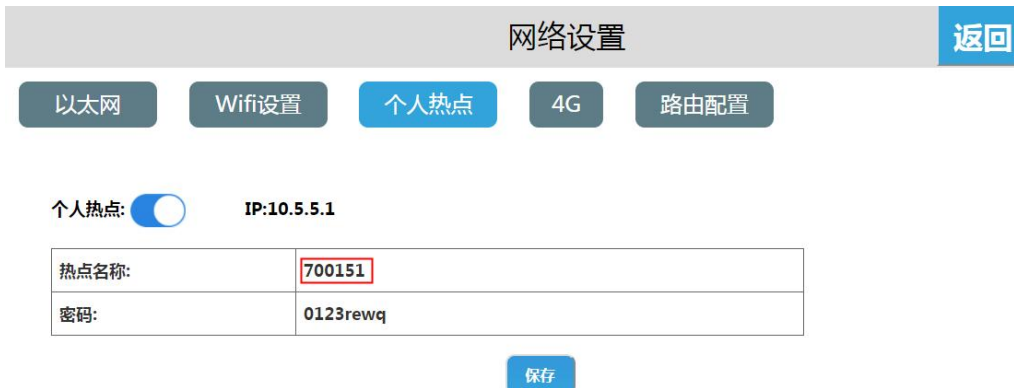 网络设置 返回
以太网 Wifi设置 个人热点 4G 路由配置
个人热点: IP:10.5.5.1
热点名称: 700151
密码: 0123rewq
保存